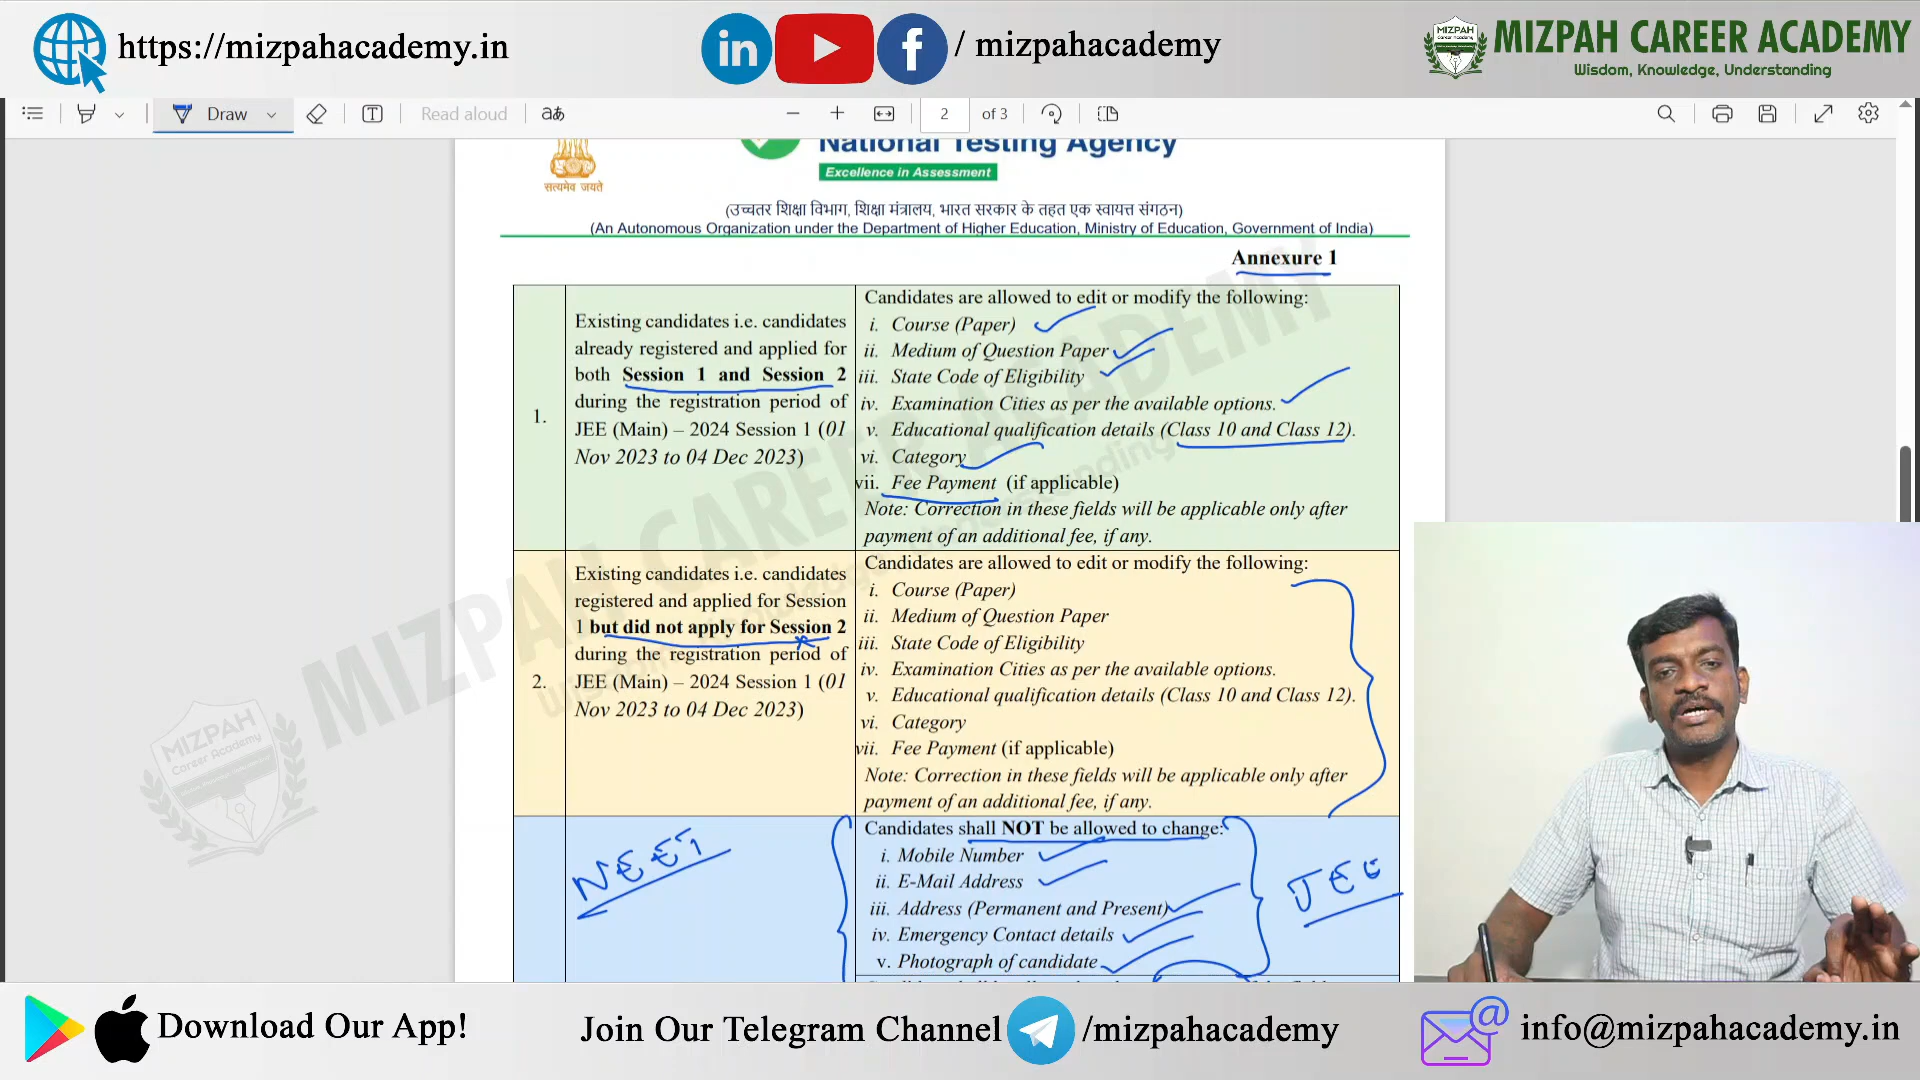 https://mizpahacademy.in
/ mizpahacademy
MIZPAH
Career Academy
MIZPAH CAREER ACADEMY
Wisdom, Knowledge, Understanding
Draw
Read aloud
aあ
2 of 3
सत्यमेव जयते
National Testing Agency
Excellence in Assessment
(उच्चतर शिक्षा विभाग, शिक्षा मंत्रालय, भारत सरकार के तहत एक स्वायत्त संगठन)
(An Autonomous Organization under the Department of Higher Education, Ministry of Education, Government of India)
Annexure 1
1.
Existing candidates i.e. candidates
already registered and applied for
both Session 1 and Session 2
during the registration period of
JEE (Main) – 2024 Session 1 (01
Nov 2023 to 04 Dec 2023)
Candidates are allowed to edit or modify the following:
i. Course (Paper)
ii. Medium of Question Paper
iii. State Code of Eligibility
iv. Examination Cities as per the available options.
v. Educational qualification details (Class 10 and Class 12).
vi. Category
vii. Fee Payment (if applicable)
Note: Correction in these fields will be applicable only after
payment of an additional fee, if any.
2.
Existing candidates i.e. candidates
registered and applied for Session
1 but did not apply for Session 2
during the registration period of
JEE (Main) – 2024 Session 1 (01
Nov 2023 to 04 Dec 2023)
Candidates are allowed to edit or modify the following:
i. Course (Paper)
ii. Medium of Question Paper
iii. State Code of Eligibility
iv. Examination Cities as per the available options.
v. Educational qualification details (Class 10 and Class 12).
vi. Category
vii. Fee Payment (if applicable)
Note: Correction in these fields will be applicable only after
payment of an additional fee, if any.
NEET
Candidates shall NOT be allowed to change:
i. Mobile Number
ii. E-Mail Address
iii. Address (Permanent and Present)
iv. Emergency Contact details
v. Photograph of candidate
JEE
MIZPAH CAREER ACADEMY
Wisdom, Knowledge, Understanding
MIZPAH
Career Academy
Download Our App!
Join Our Telegram Channel /mizpahacademy
info@mizpahacademy.in